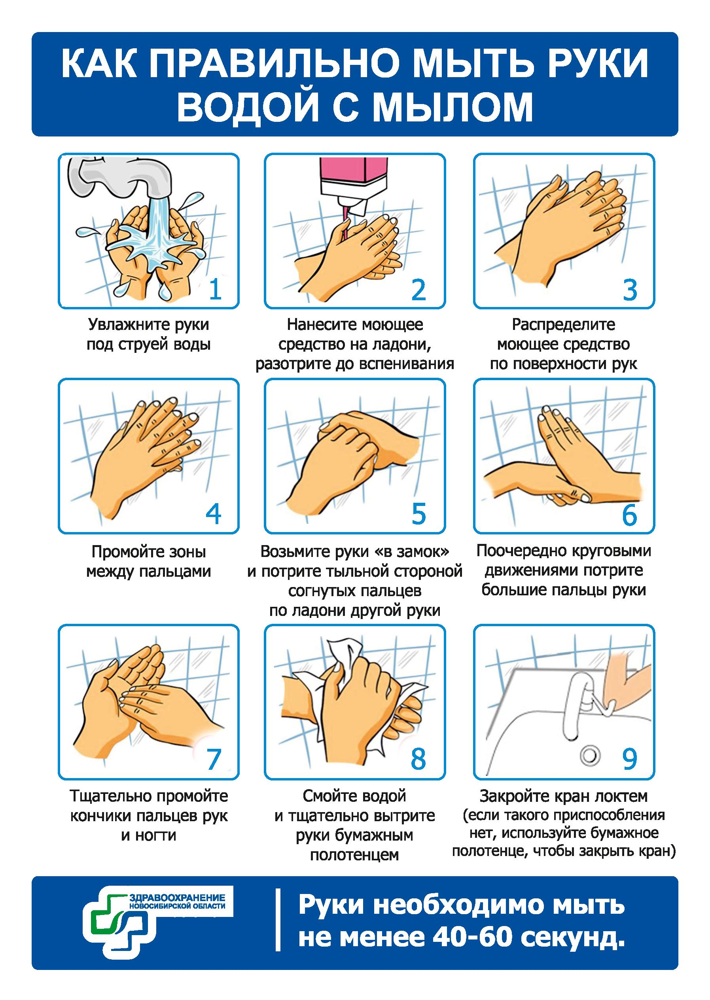 КАК ПРАВИЛЬНО МЫТЬ РУКИ
ВОДОЙ С МЫЛОМ
1
Увлажните руки
под струей воды
2
Нанесите моющее
средство на ладони,
разотрите до вспенивания
3
Распределите
моющее средство
по поверхности рук
4
Промойте зоны
между пальцами
5
Возьмите руки «в замок»
и потрите тыльной стороной
согнутых пальцев
по ладони другой руки
6
Поочередно круговыми
движениями потрите
большие пальцы руки
7
Тщательно промойте
кончики пальцев рук
и ногти
8
Смойте водой
и тщательно вытрите
руки бумажным
полотенцем
9
Закройте кран локтем
(если такого приспособления
нет, используйте бумажное
полотенце, чтобы закрыть кран)
ЗДРАВООХРАНЕНИЕ
НОВОСИБИРСКОЙ ОБЛАСТИ
Руки необходимо мыть
не менее 40-60 секунд.